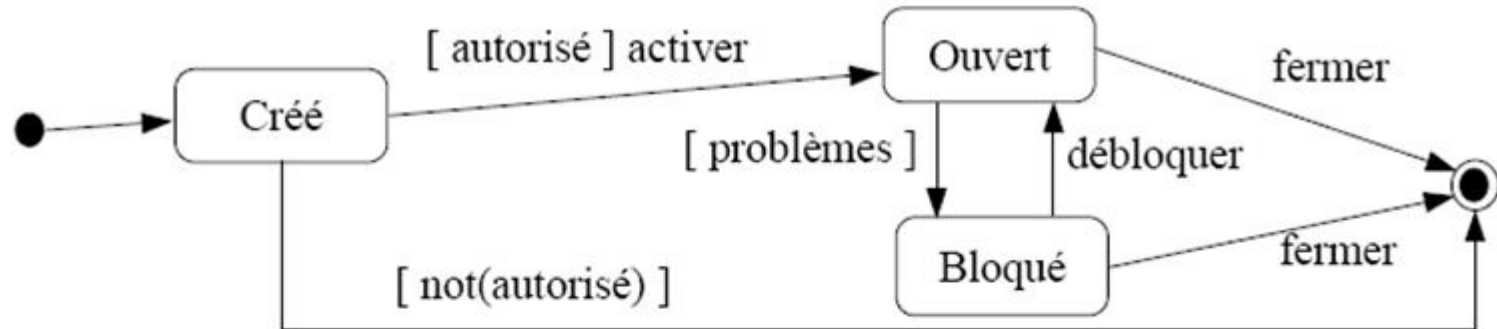 [ autorisé ] activer
Ouvert
fermer
Créé
[ problèmes ]
débloquer
Bloqué
fermer
[ not(autorisé) ]